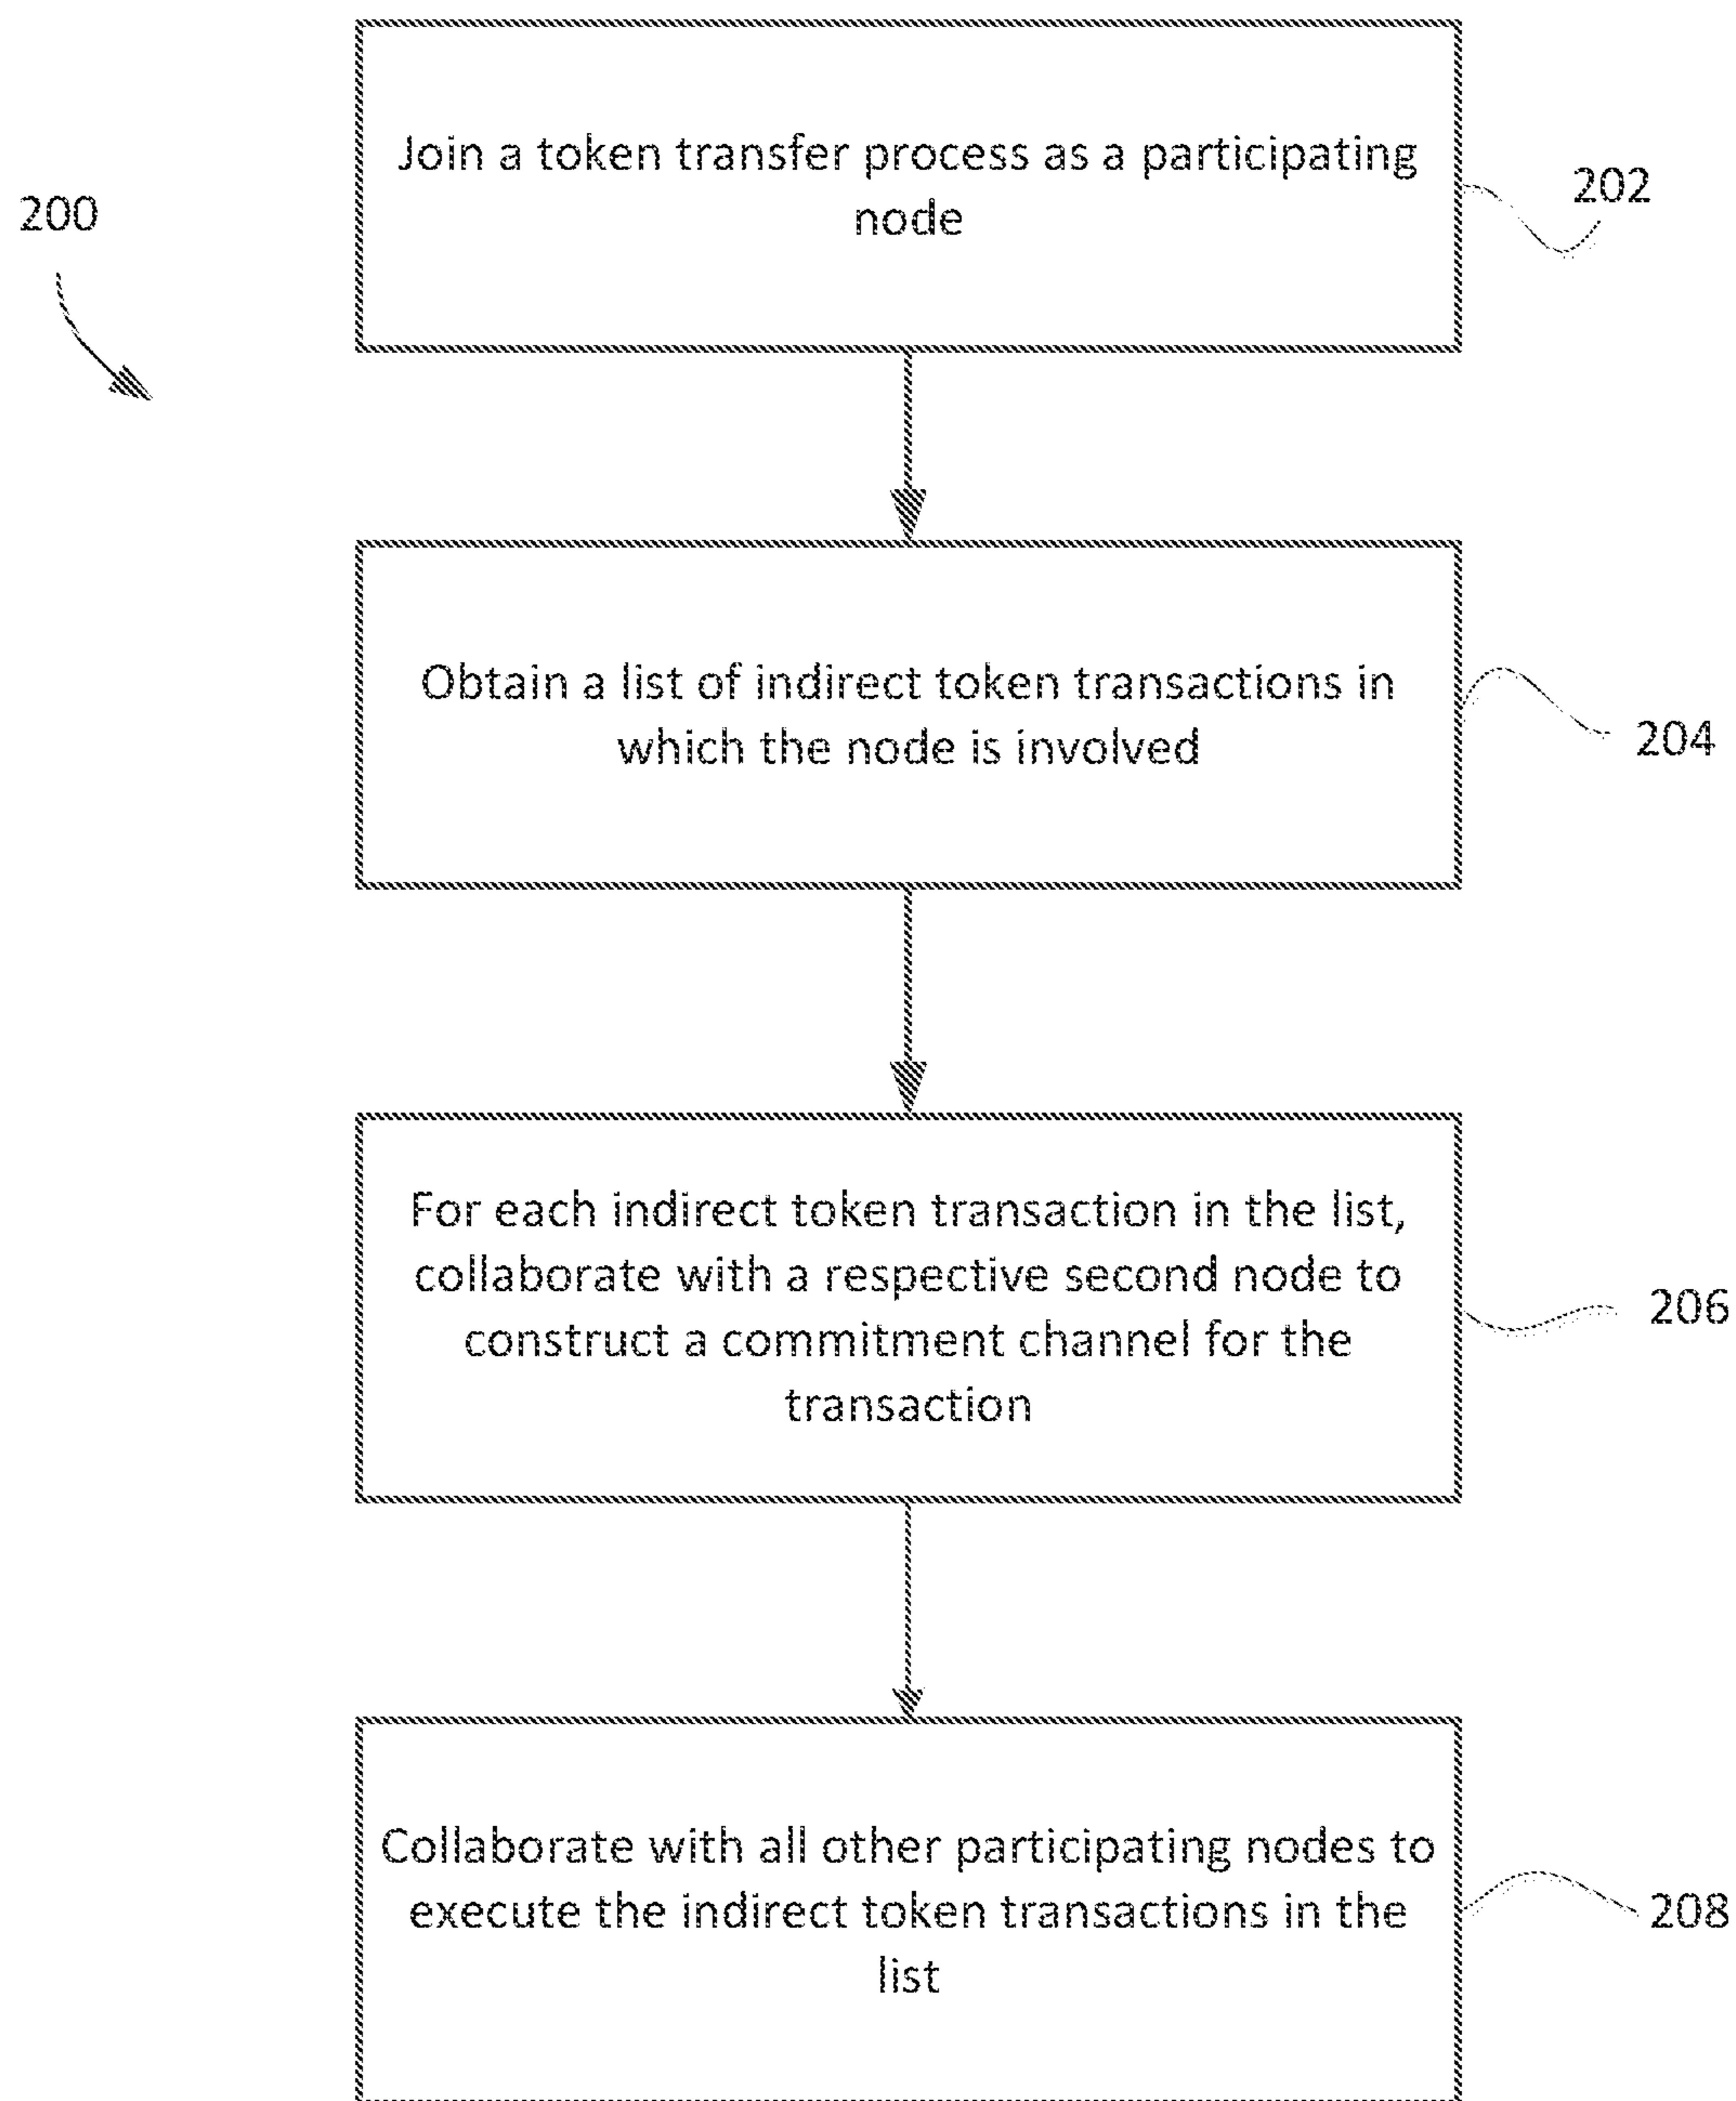 200
Join a token transfer process as a participating
node
202
Obtain a list of indirect token transactions in
which the node is involved
204
For each indirect token transaction in the list,
collaborate with a respective second node to
construct a commitment channel for the
transaction
206
Collaborate with all other participating nodes to
execute the indirect token transactions in the
list
208